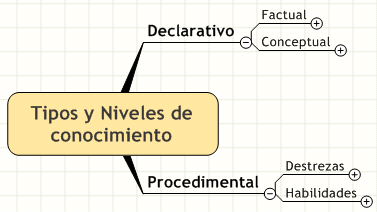 Tipos y Niveles de
conocimiento
Declarativo
Factual
Conceptual
Procedimental
Destrezas
Habilidades